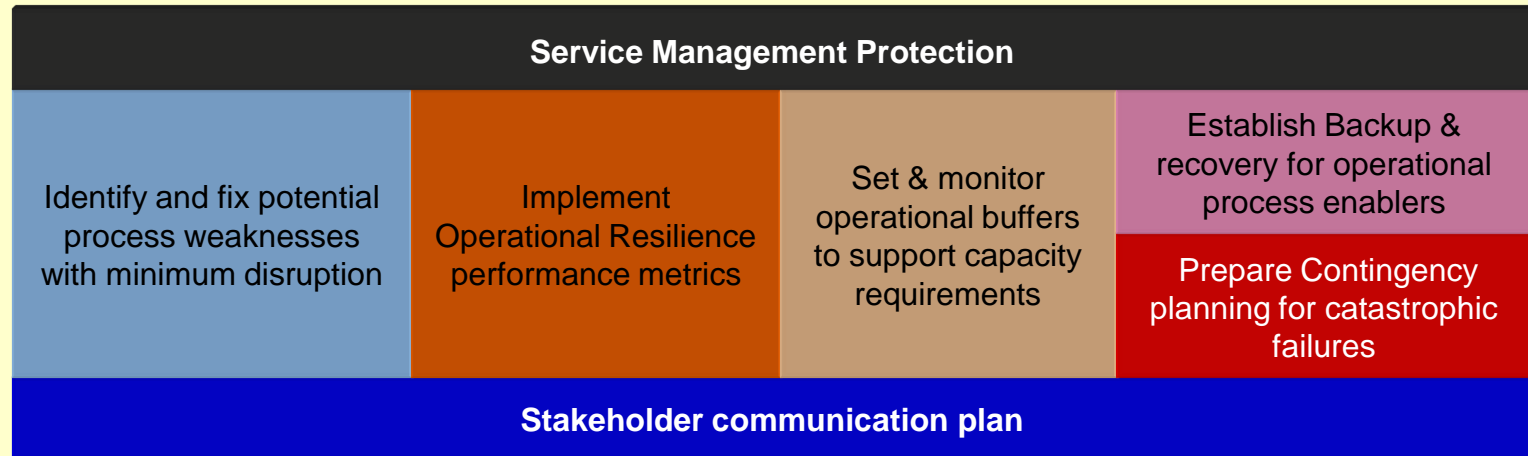 Service Management Protection
Identify and fix potential
process weaknesses
with minimum disruption
Implement
Operational Resilience
performance metrics
Set & monitor
operational buffers
to support capacity
requirements
Establish Backup &
recovery for operational
process enablers
Prepare Contingency
planning for catastrophic
failures
Stakeholder communication plan